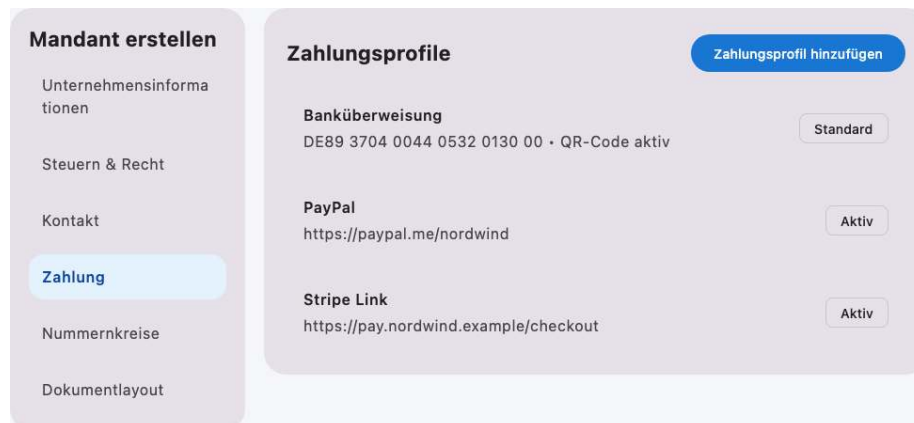 Mandant erstellen
Unternehmensinforma
tionen
Steuern & Recht
Kontakt
Zahlung
Nummernkreise
Dokumentlayout
Zahlungsprofile
Zahlungsprofil hinzufügen
Banküberweisung
DE89 3704 0044 0532 0130 00 • QR-Code aktiv
Standard
PayPal
https://paypal.me/nordwind
Aktiv
Stripe Link
https://pay.nordwind.example/checkout
Aktiv